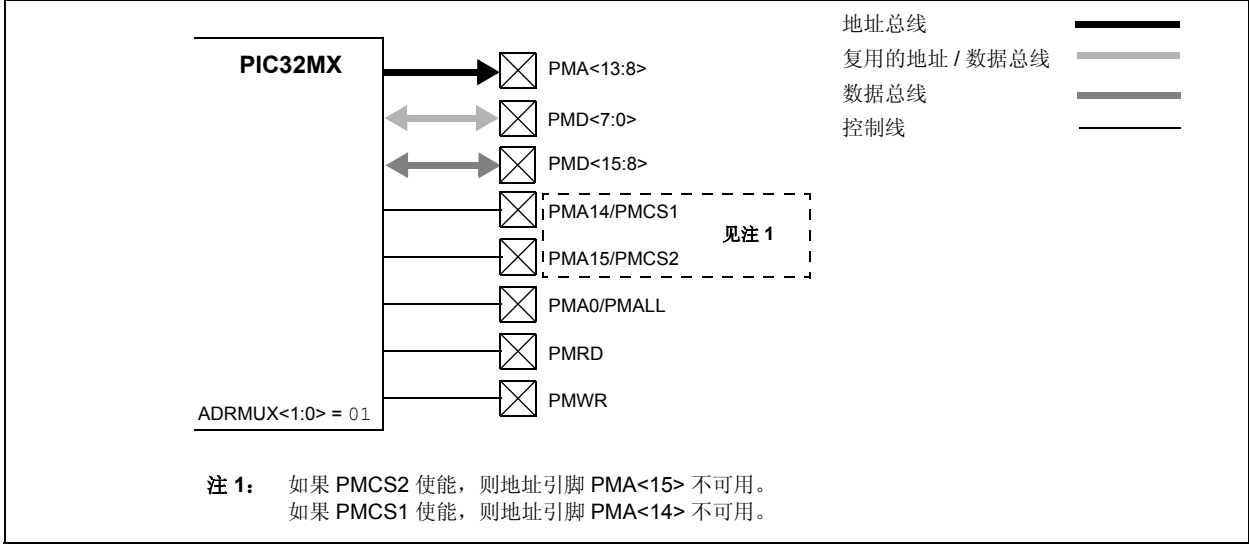 PIC32MX
PMA<13:8>
PMD<7:0>
PMD<15:8>
PMA14/PMCS1
见注 1
PMA15/PMCS2
PMA0/PMALL
PMRD
PMWR
ADRMUX<1:0> = 01
地址总线
复用的地址 / 数据总线
数据总线
控制线
注 1： 如果 PMCS2 使能，则地址引脚 PMA<15> 不可用。
如果 PMCS1 使能，则地址引脚 PMA<14> 不可用。